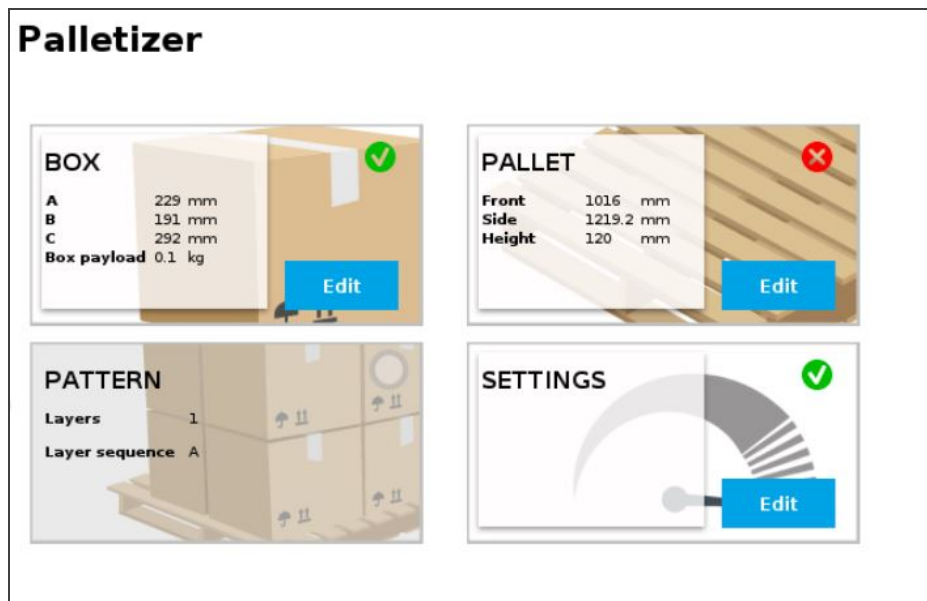 Palletizer
BOX
A 229 mm
B 191 mm
C 292 mm
Box payload 0.1 kg
Edit
PALLET
Front 1016 mm
Side 1219.2 mm
Height 120 mm
Edit
PATTERN
Layers 1
Layer sequence A
SETTINGS
Edit